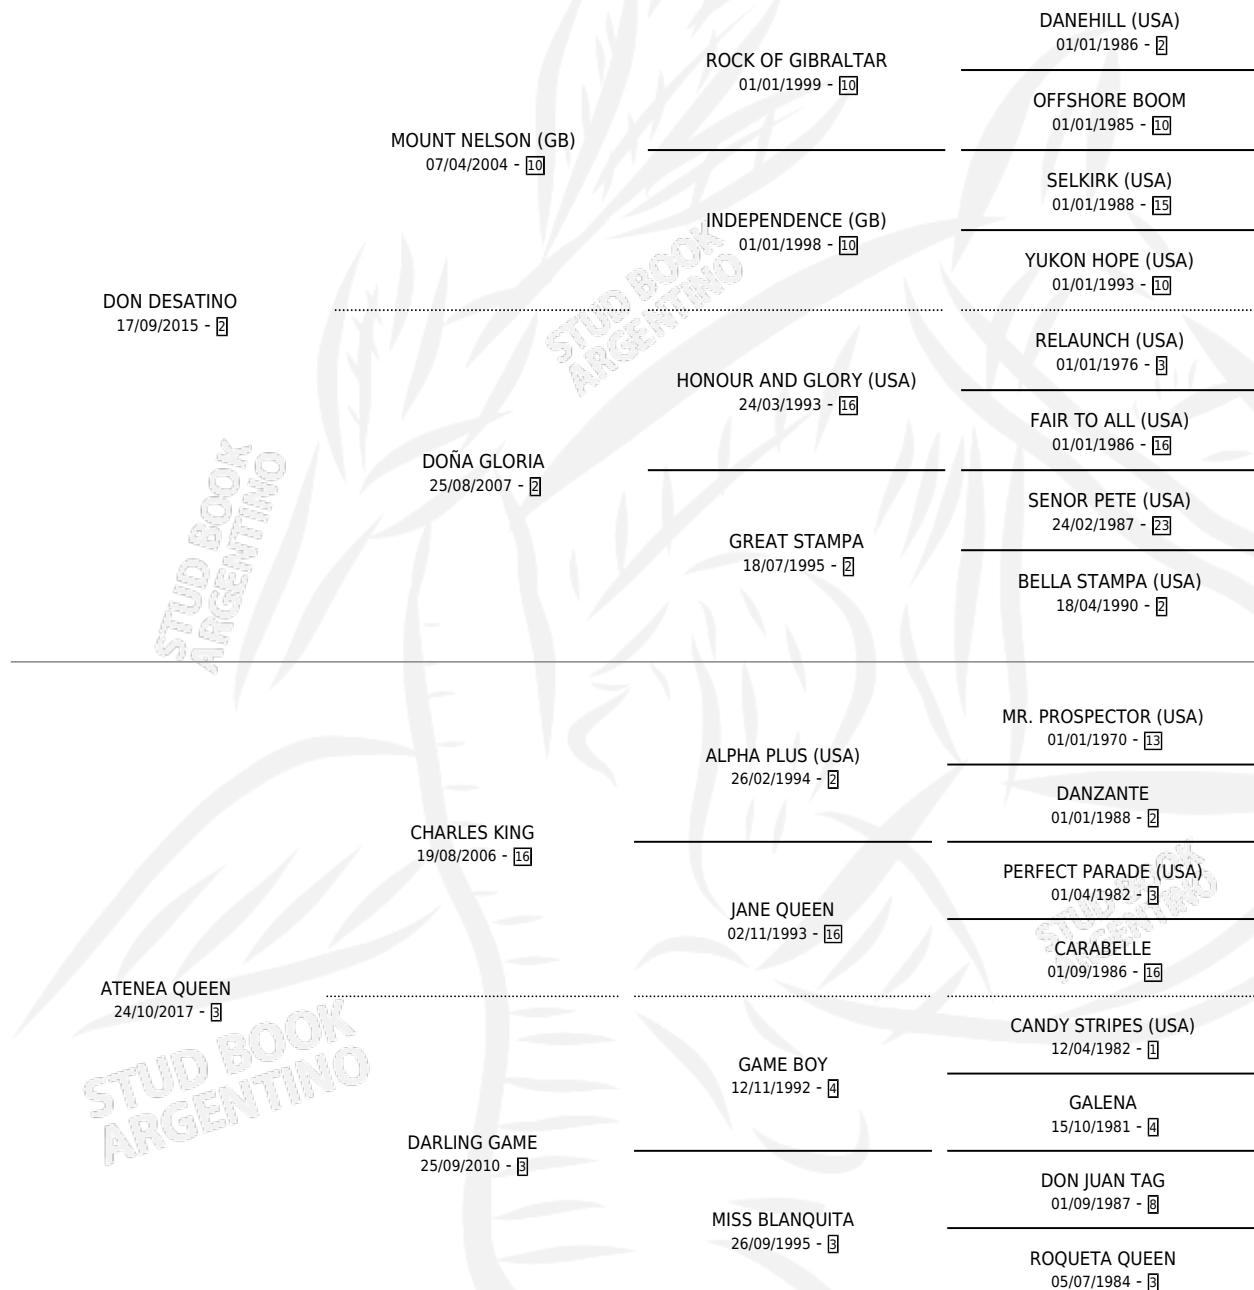 DANEHILL (USA)
01/01/1986 - 2
ROCK OF GIBRALTAR
01/01/1999 - 10
OFFSHORE BOOM
01/01/1985 - 10
MOUNT NELSON (GB)
07/04/2004 - 10
SELKIRK (USA)
01/01/1988 - 15
INDEPENDENCE (GB)
01/01/1998 - 10
YUKON HOPE (USA)
01/01/1993 - 10
DON DESATINO
17/09/2015 - 2
RELAUNCH (USA)
01/01/1976 - 3
HONOUR AND GLORY (USA)
24/03/1993 - 16
FAIR TO ALL (USA)
01/01/1986 - 16
DOÑA GLORIA
25/08/2007 - 2
SENOR PETE (USA)
24/02/1987 - 23
GREAT STAMPA
18/07/1995 - 2
BELLA STAMPA (USA)
18/04/1990 - 2
MR. PROSPECTOR (USA)
01/01/1970 - 13
ALPHA PLUS (USA)
26/02/1994 - 2
DANZANTE
01/01/1988 - 2
CHARLES KING
19/08/2006 - 16
PERFECT PARADE (USA)
01/04/1982 - 3
JANE QUEEN
02/11/1993 - 16
CARABELLE
01/09/1986 - 16
ATENEA QUEEN
24/10/2017 - 3
CANDY STRIPES (USA)
12/04/1982 - 1
GAME BOY
12/11/1992 - 4
GALENA
15/10/1981 - 4
DARLING GAME
25/09/2010 - 3
DON JUAN TAG
01/09/1987 - 8
MISS BLANQUITA
26/09/1995 - 3
ROQUETA QUEEN
05/07/1984 - 3
STUD BOOK
ARGENTINO
STUD BOOK
ARGENTINO
STUD BOOK
ARGENTINO
STUD BOOK
ARGENTINO